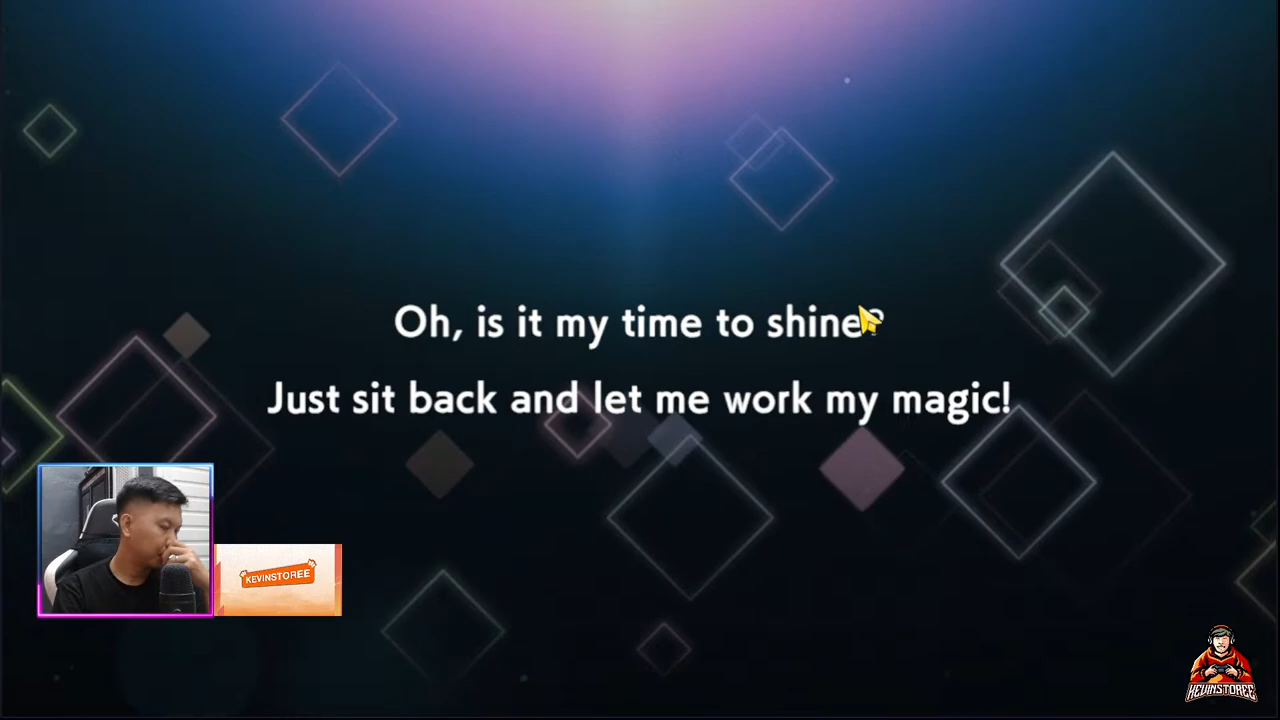 Oh, is it my time to shine?
Just sit back and let me work my magic!
KEVINSTOREE
KEVINSTOREE